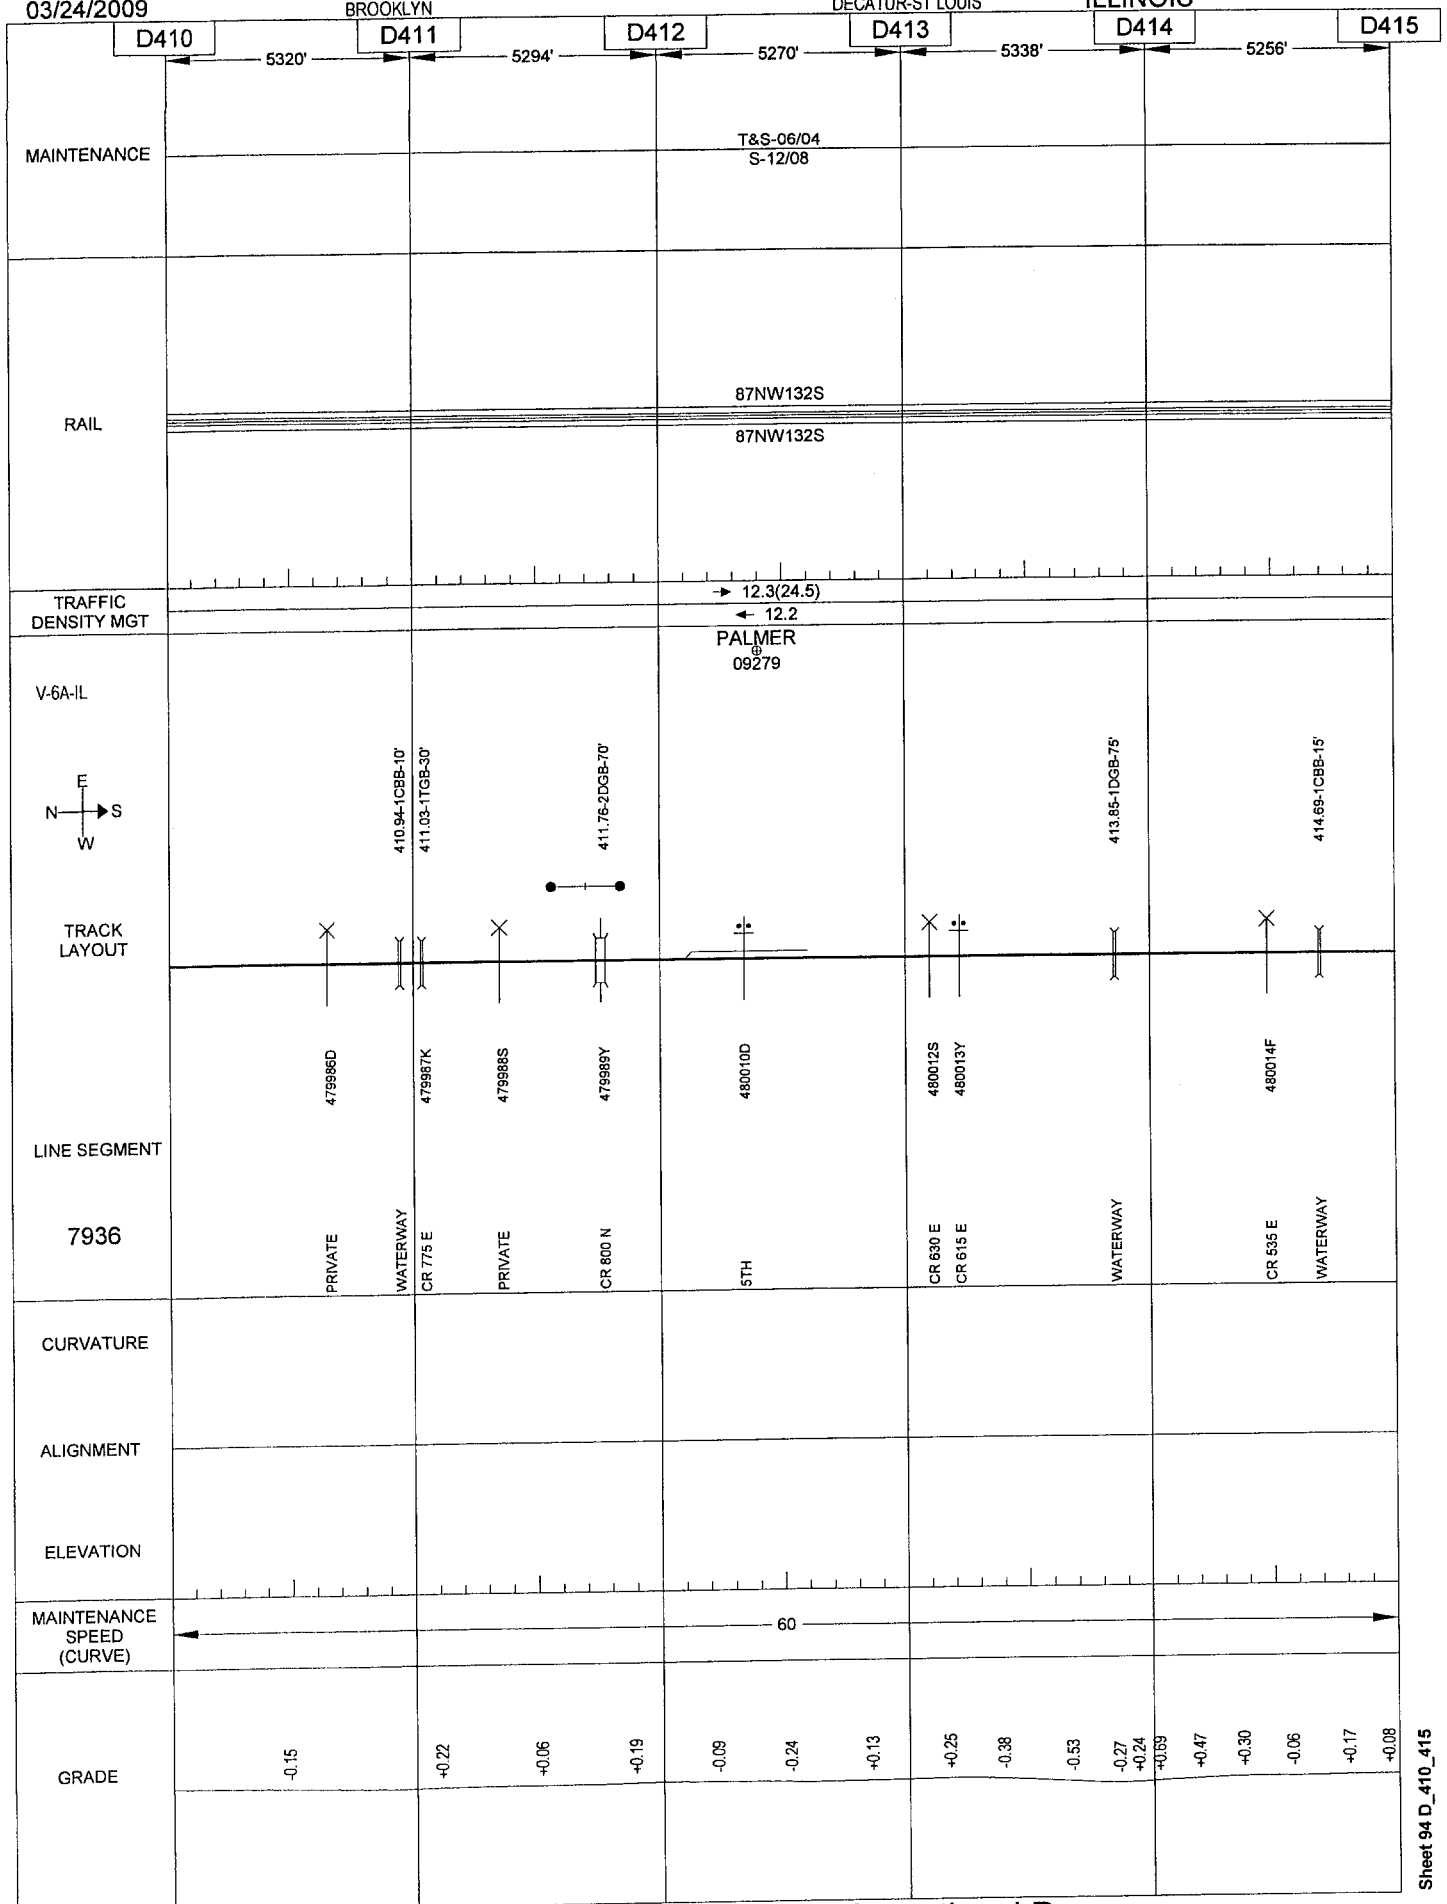 03/24/2009 BROOKLYN DECATUR-ST LOUIS ILLINOIS
D410 D411 D412 D413 D414 D415
5320' 5294' 5270' 5338' 5256'
MAINTENANCE
T&S-06/04
S-12/08
RAIL
87NW132S
87NW132S
TRAFFIC
DENSITY MGT
12.3(24.5)
12.2
PALMER
09279
V-6A-IL
E
N S
W
410.94-1CBB-10'
411.03-1TGB-30'
411.76-2DGB-70'
413.85-1DGB-75'
414.69-1CBB-15'
TRACK
LAYOUT
479986D
479987K
479988S
479989Y
480010D
480012S
480013Y
480014F
LINE SEGMENT
7936
PRIVATE
WATERWAY
CR 775 E
PRIVATE
CR 800 N
5TH
CR 630 E
CR 615 E
WATERWAY
CR 535 E
WATERWAY
CURVATURE
ALIGNMENT
ELEVATION
MAINTENANCE
SPEED
(CURVE)
60
GRADE
-0.15
+0.22
+0.06
+0.19
-0.09
-0.24
+0.13
+0.25
-0.38
-0.53
-0.27
+0.24
+0.69
+0.47
+0.30
-0.06
+0.17
+0.08
Sheet 94 D_410_415